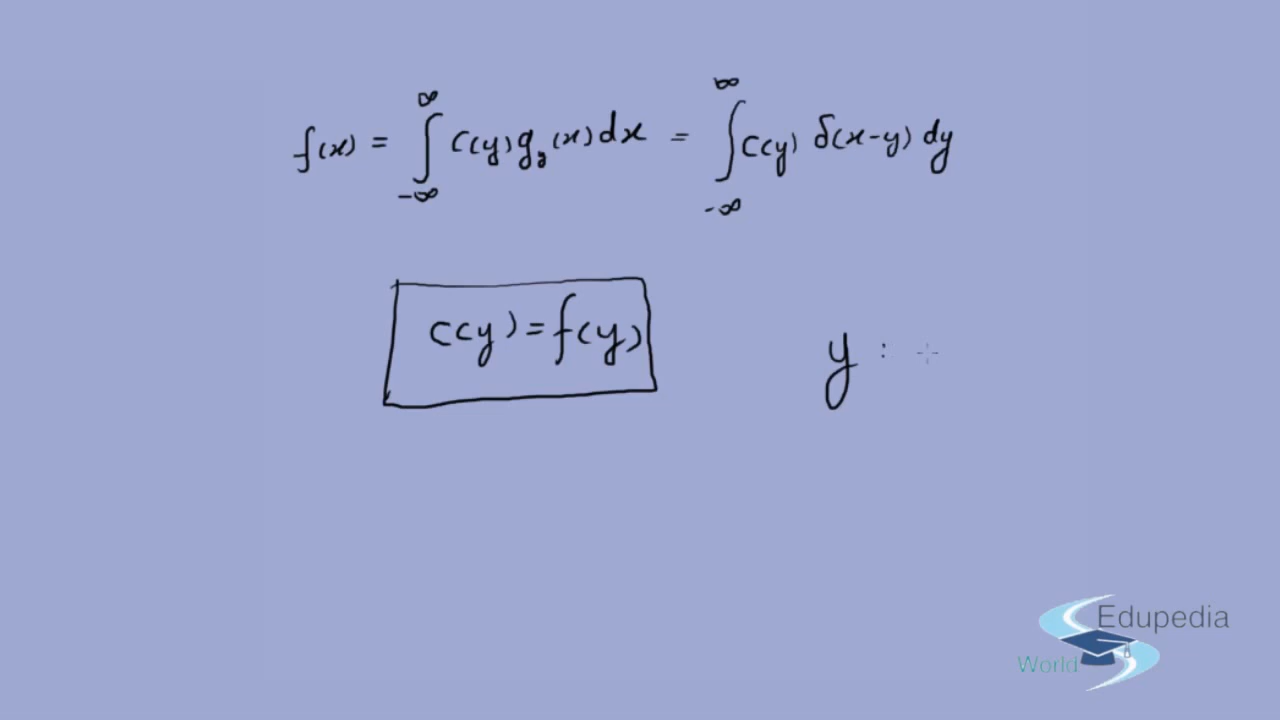 f(x) = ∫_{-∞}^{∞} C(y) g_y(x) dx = ∫_{-∞}^{∞} C(y) δ(x-y) dy
C(y) = f(y)
y :
Edupedia
World